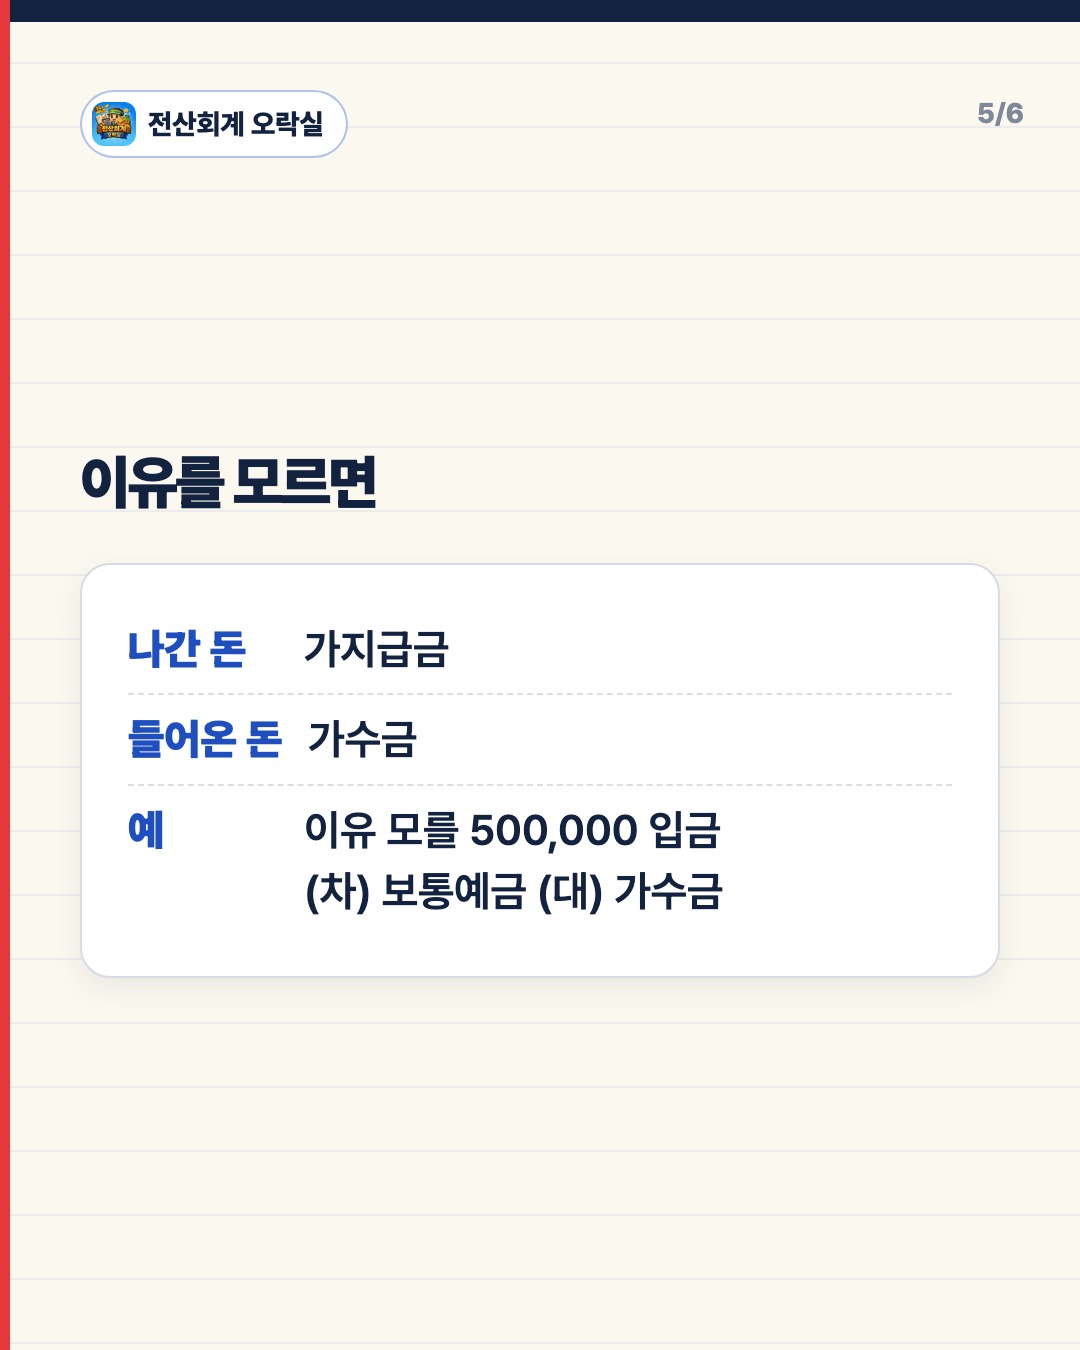 전산회계 오락실
5/6
이유를 모르면
나간 돈 가지급금
들어온 돈 가수금
예 이유 모를 500,000 입금
(차) 보통예금 (대) 가수금